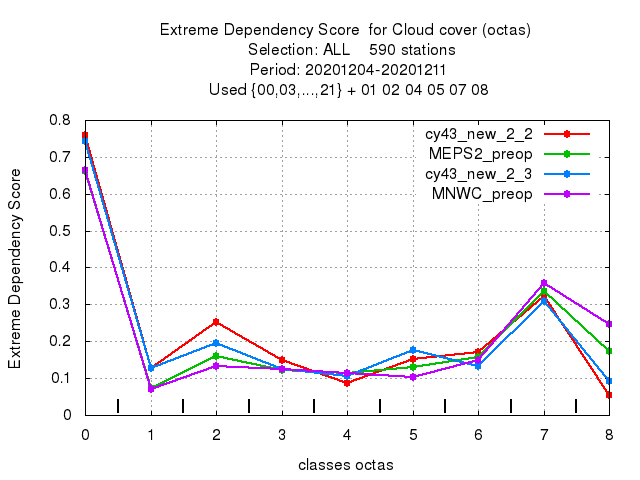 Extreme Dependency Score  for Cloud cover (octas)
Selection: ALL    590 stations
Period: 20201204-20201211
Used {00,03,...,21} + 01 02 04 05 07 08
cy43_new_2_2
MEPS2_preop
cy43_new_2_3
MNWC_preop
Extreme Dependency Score
0.8
0.7
0.6
0.5
0.4
0.3
0.2
0.1
0
0 1 2 3 4 5 6 7 8
classes octas